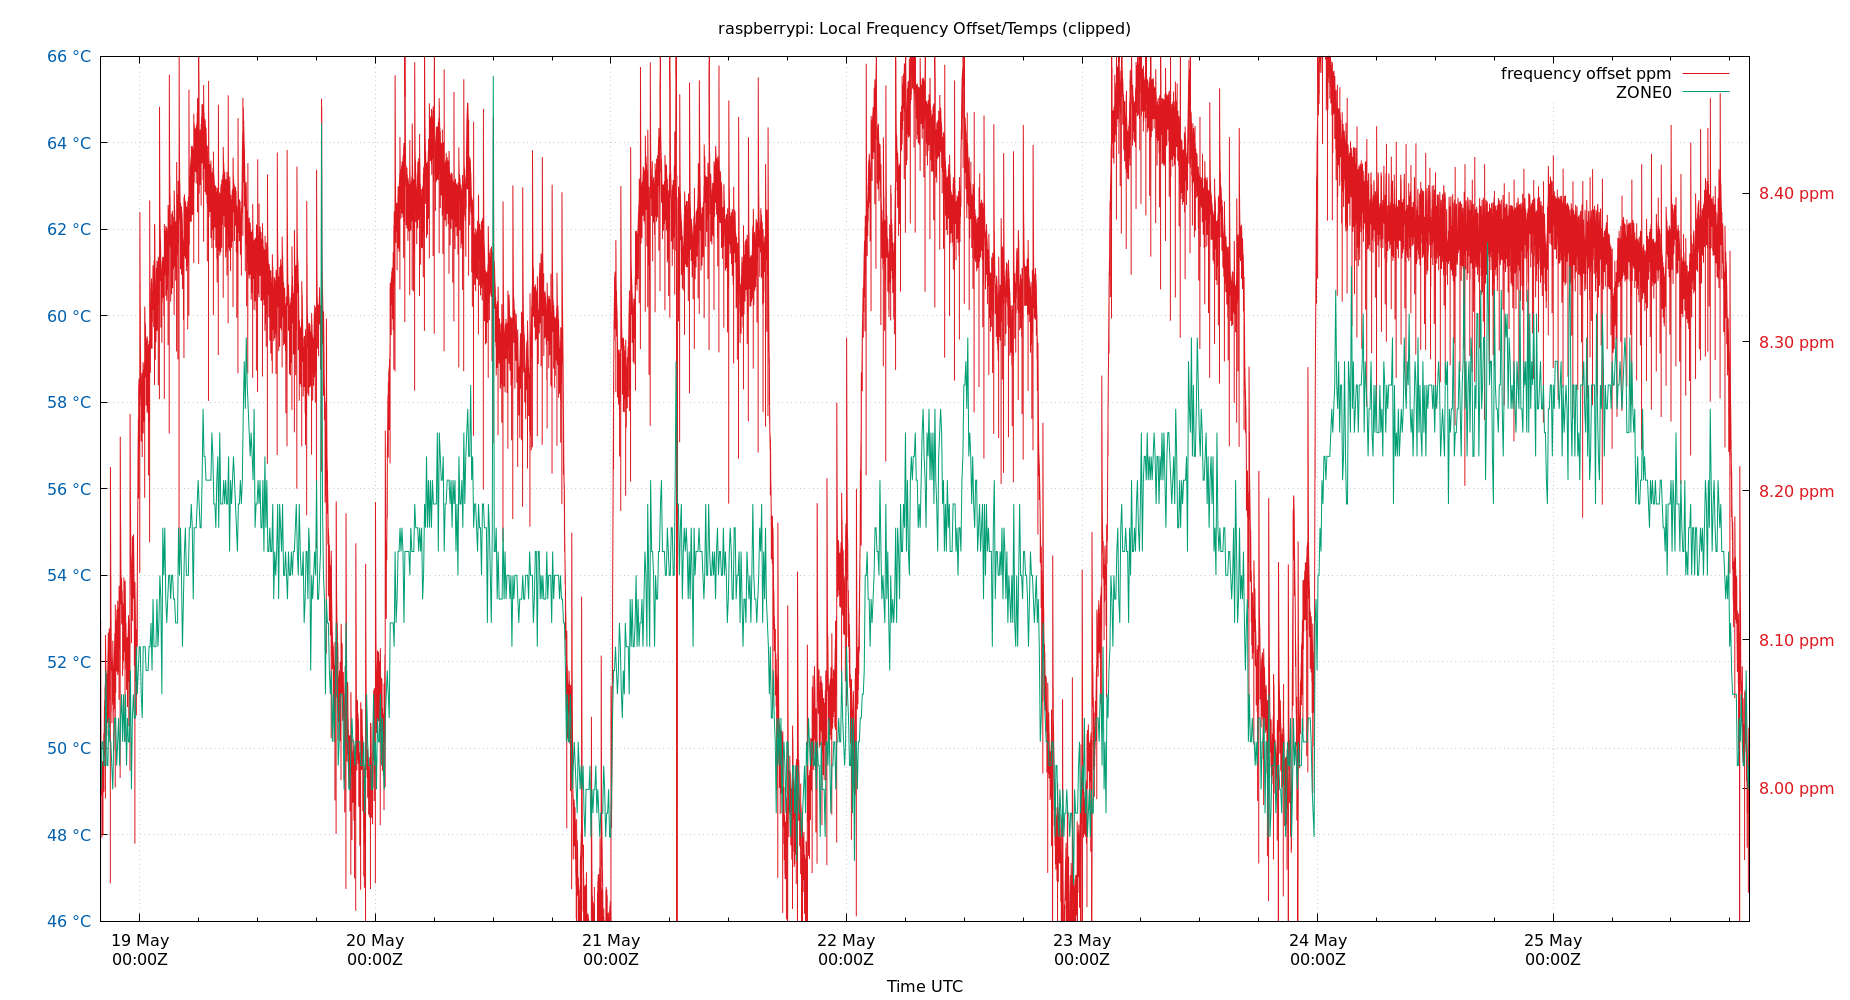 raspberrypi: Local Frequency Offset/Temps (clipped)
66 °C
64 °C
62 °C
60 °C
58 °C
56 °C
54 °C
52 °C
50 °C
48 °C
46 °C
frequency offset ppm
ZONE0
8.40 ppm
8.30 ppm
8.20 ppm
8.10 ppm
8.00 ppm
19 May
00:00Z
20 May
00:00Z
21 May
00:00Z
22 May
00:00Z
23 May
00:00Z
24 May
00:00Z
25 May
00:00Z
Time UTC